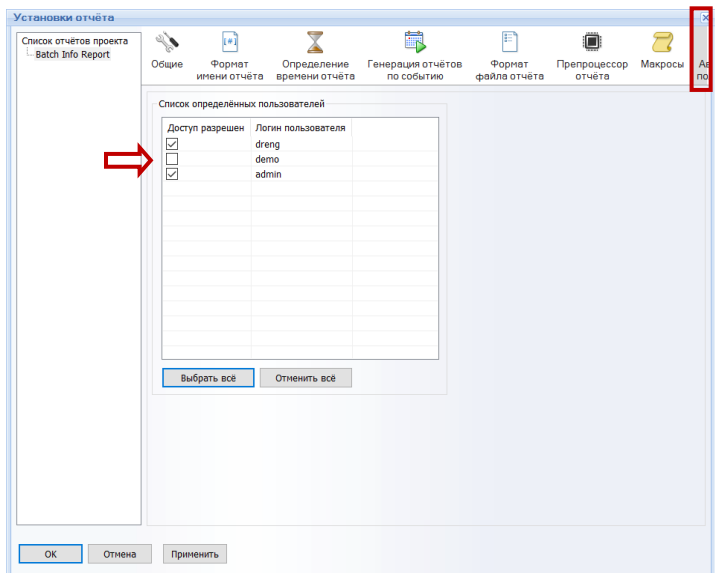 Установки отчёта
Список отчётов проекта
Batch Info Report
Общие
Формат
имени отчёта
Определение
времени отчёта
Генерация отчётов
по событию
Формат
файла отчёта
Препроцессор
отчёта
Макросы
Список определённых пользователей
Доступ разрешен Логин пользователя
dreng
demo
admin
Выбрать всё Отменить всё
ОК Отмена Применить